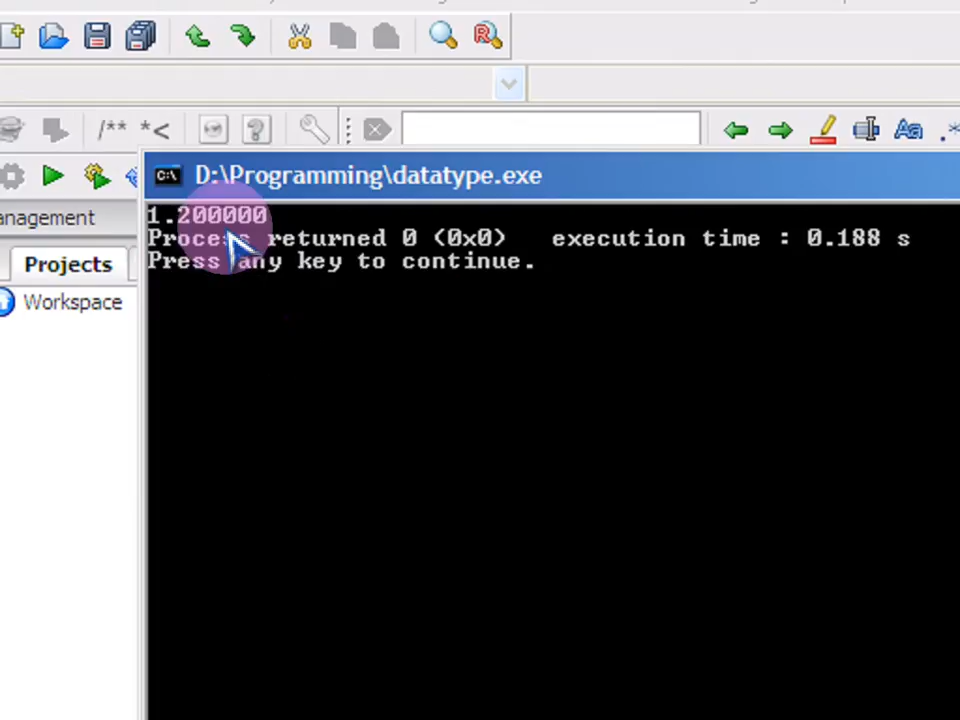 /** *<
D:\Programming\datatype.exe
anagement
1.200000
Process returned 0 (0x0)   execution time : 0.188 s
Press any key to continue.
Projects
Workspace